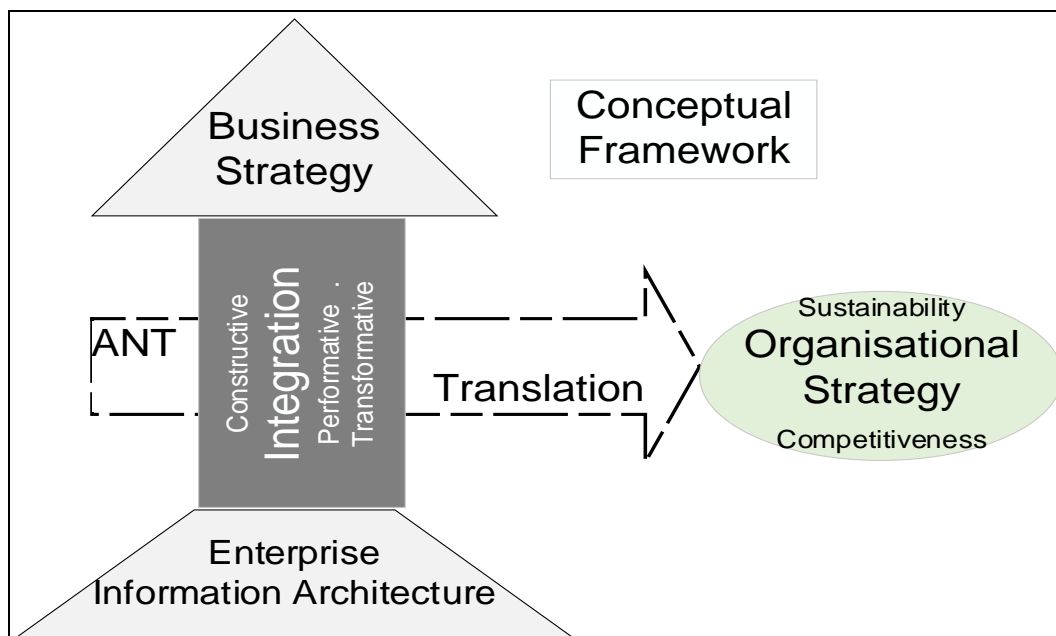 Business
Strategy
Conceptual
Framework
Constructive
Integration
Performative .
Transformative
ANT
Translation
Sustainability
Organisational
Strategy
Competitiveness
Enterprise
Information Architecture